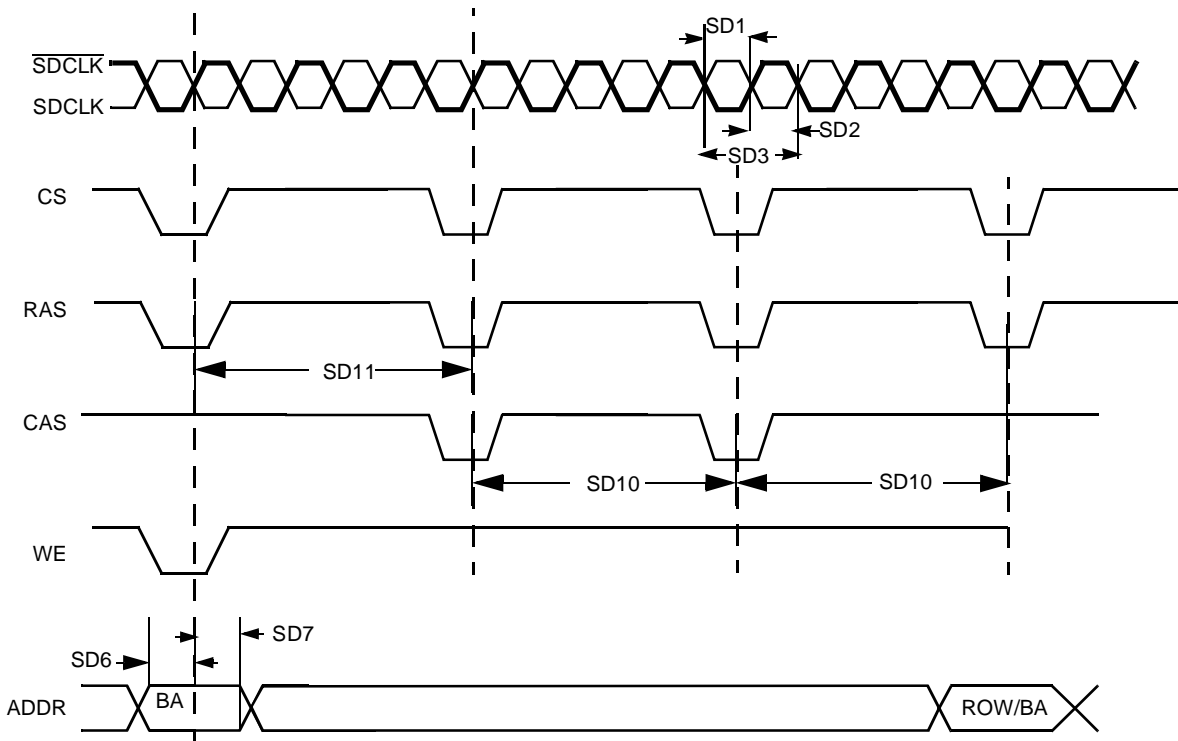 SD1
SDCLK
SDCLK
SD2
SD3
CS
RAS
SD11
CAS
SD10
SD10
WE
SD7
SD6
BA
ROW/BA
ADDR